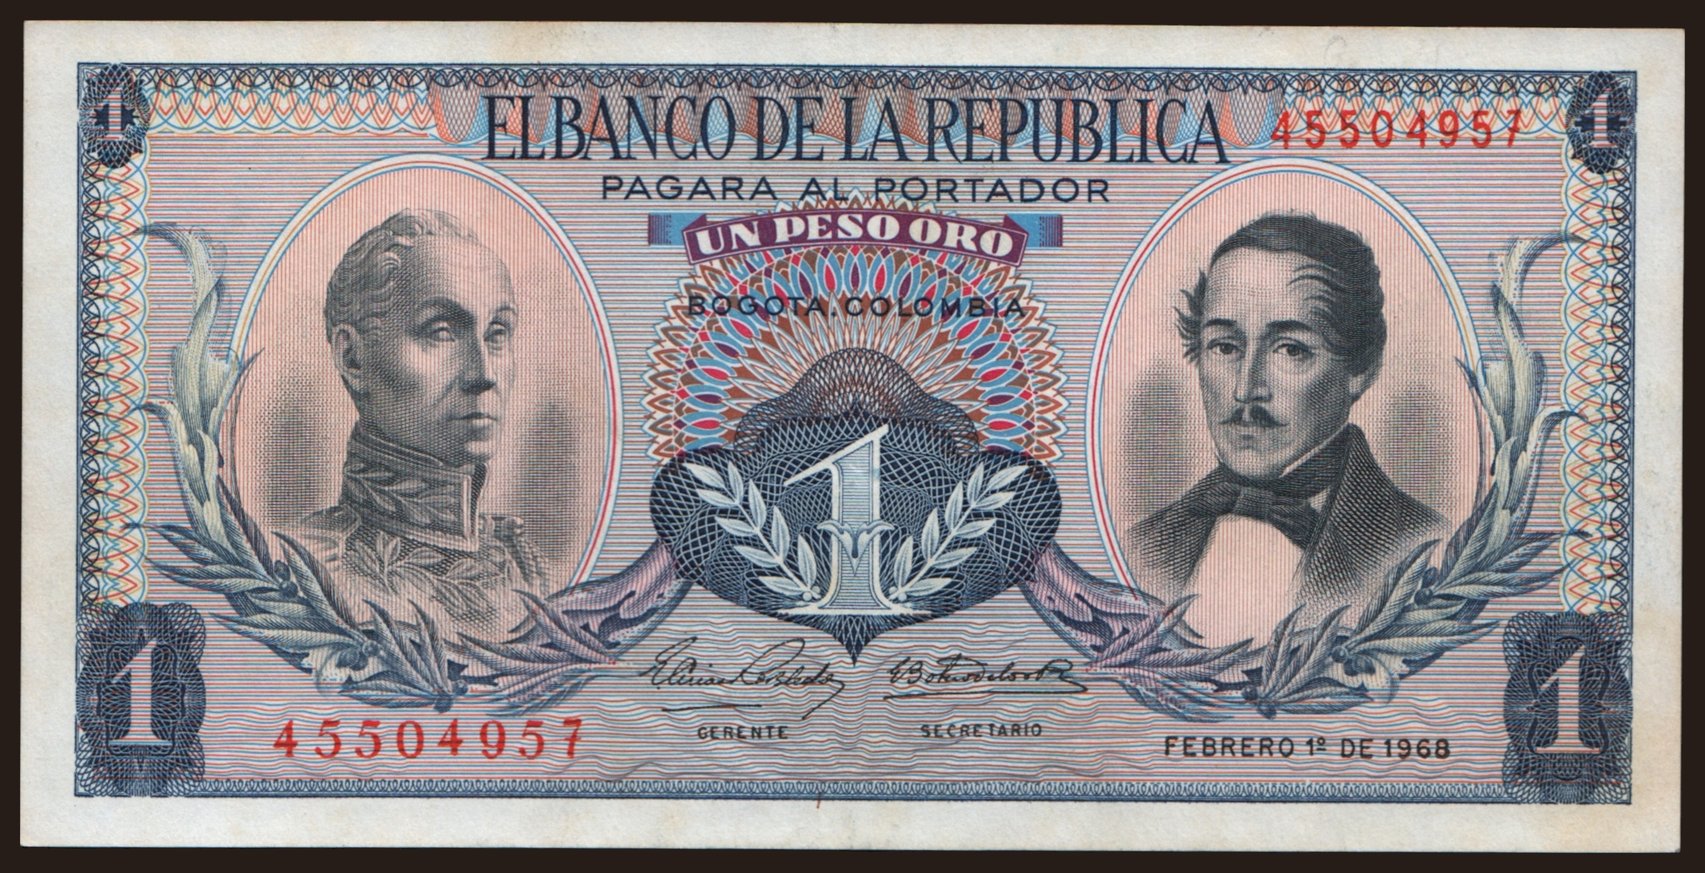 1
EL BANCO DE LA REPUBLICA
45504957
1
PAGARA AL PORTADOR
UN PESO ORO
BOGOTA.COLOMBIA
1
1
45504957
GERENTE
SECRETARIO
FEBRERO 1º DE 1968
1